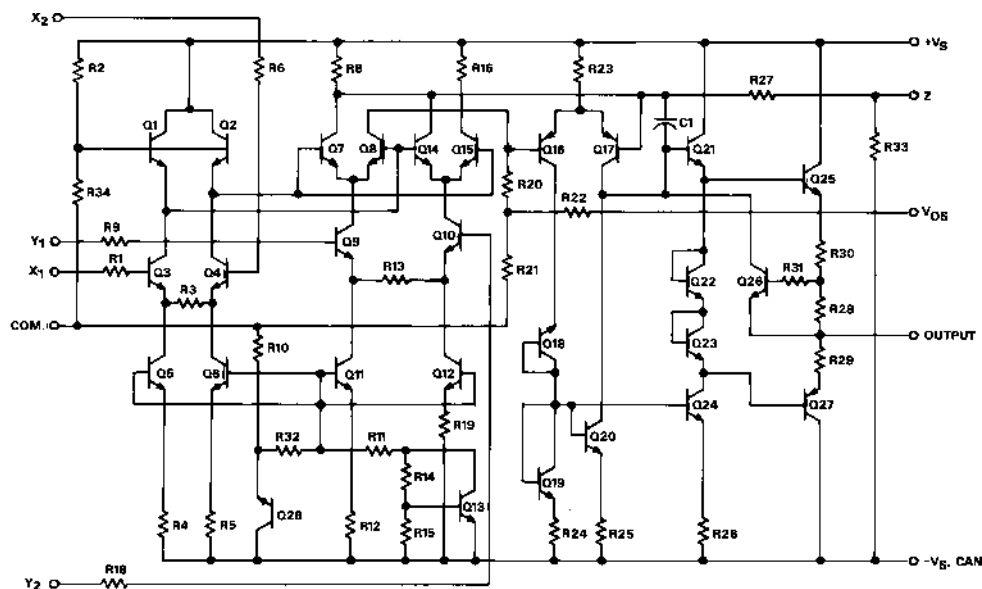 X2
R2
R6
R8
R16
R23
+VS
R27
Z
Q1
Q2
C1
Q7
Q8
Q14
Q15
Q16
Q17
Q21
R33
Q25
R34
R20
R22
VOS
Y1
R9
Q9
Q10
X1
R1
Q3
Q4
R13
R21
R31
R30
R3
Q22
Q26
R28
COM.
R10
OUTPUT
Q18
Q23
R29
Q5
Q6
Q11
Q12
Q24
Q27
R19
Q20
R32
R11
R14
Q19
Q28
Q13
R4
R5
R12
R15
R24
R25
R26
-VS. CAN
Y2
R18